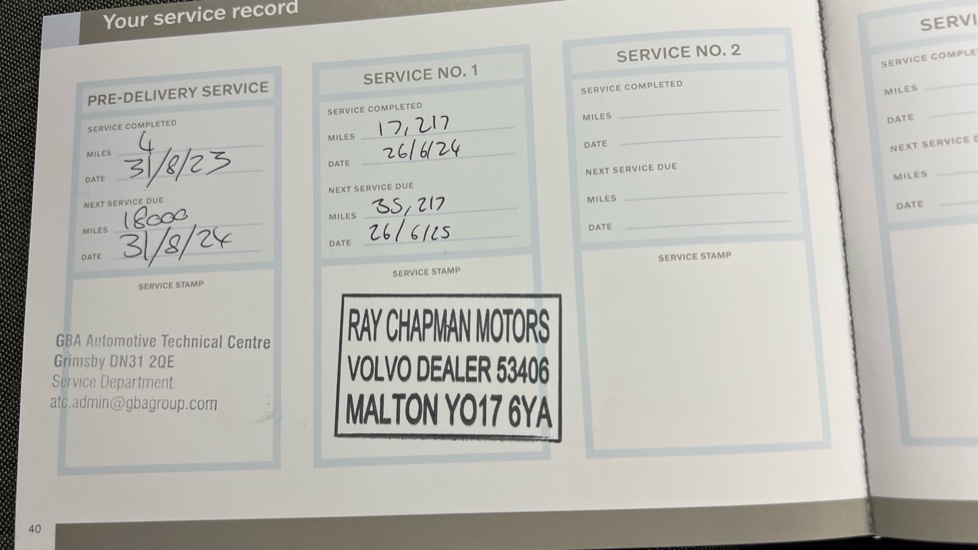 Your service record
PRE-DELIVERY SERVICE
SERVICE COMPLETED
MILES 4
DATE 31/8/23
NEXT SERVICE DUE
MILES 18000
DATE 31/8/24
SERVICE STAMP
GBA Automotive Technical Centre
Grimsby DN31 2QE
Service Department
atc.admin@gbagroup.com
SERVICE NO. 1
SERVICE COMPLETED
MILES 17,217
DATE 26/6/24
NEXT SERVICE DUE
MILES 35,217
DATE 26/6/25
SERVICE STAMP
RAY CHAPMAN MOTORS
VOLVO DEALER 53406
MALTON YO17 6YA
SERVICE NO. 2
SERVICE COMPLETED
MILES
DATE
NEXT SERVICE DUE
MILES
DATE
SERVICE STAMP
SERVI
SERVICE COMPLE
MILES
DATE
NEXT SERVICE
MILES
DATE
40